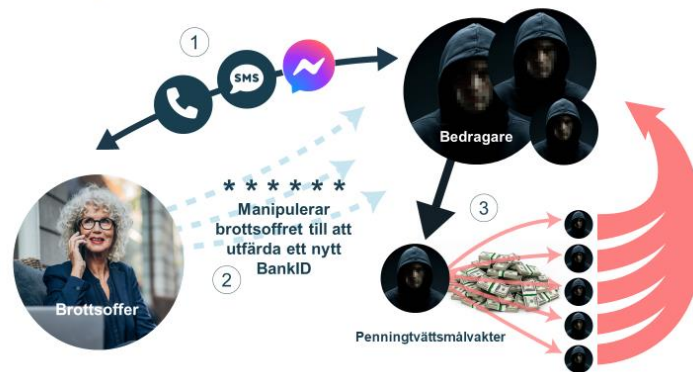 1
SMS
Bedragare
* * * * * *
Manipulerar
brottsoffret till att
utfärda ett nytt
BankID
2
Brottsoffer
3
Penningtvättsmålvakter